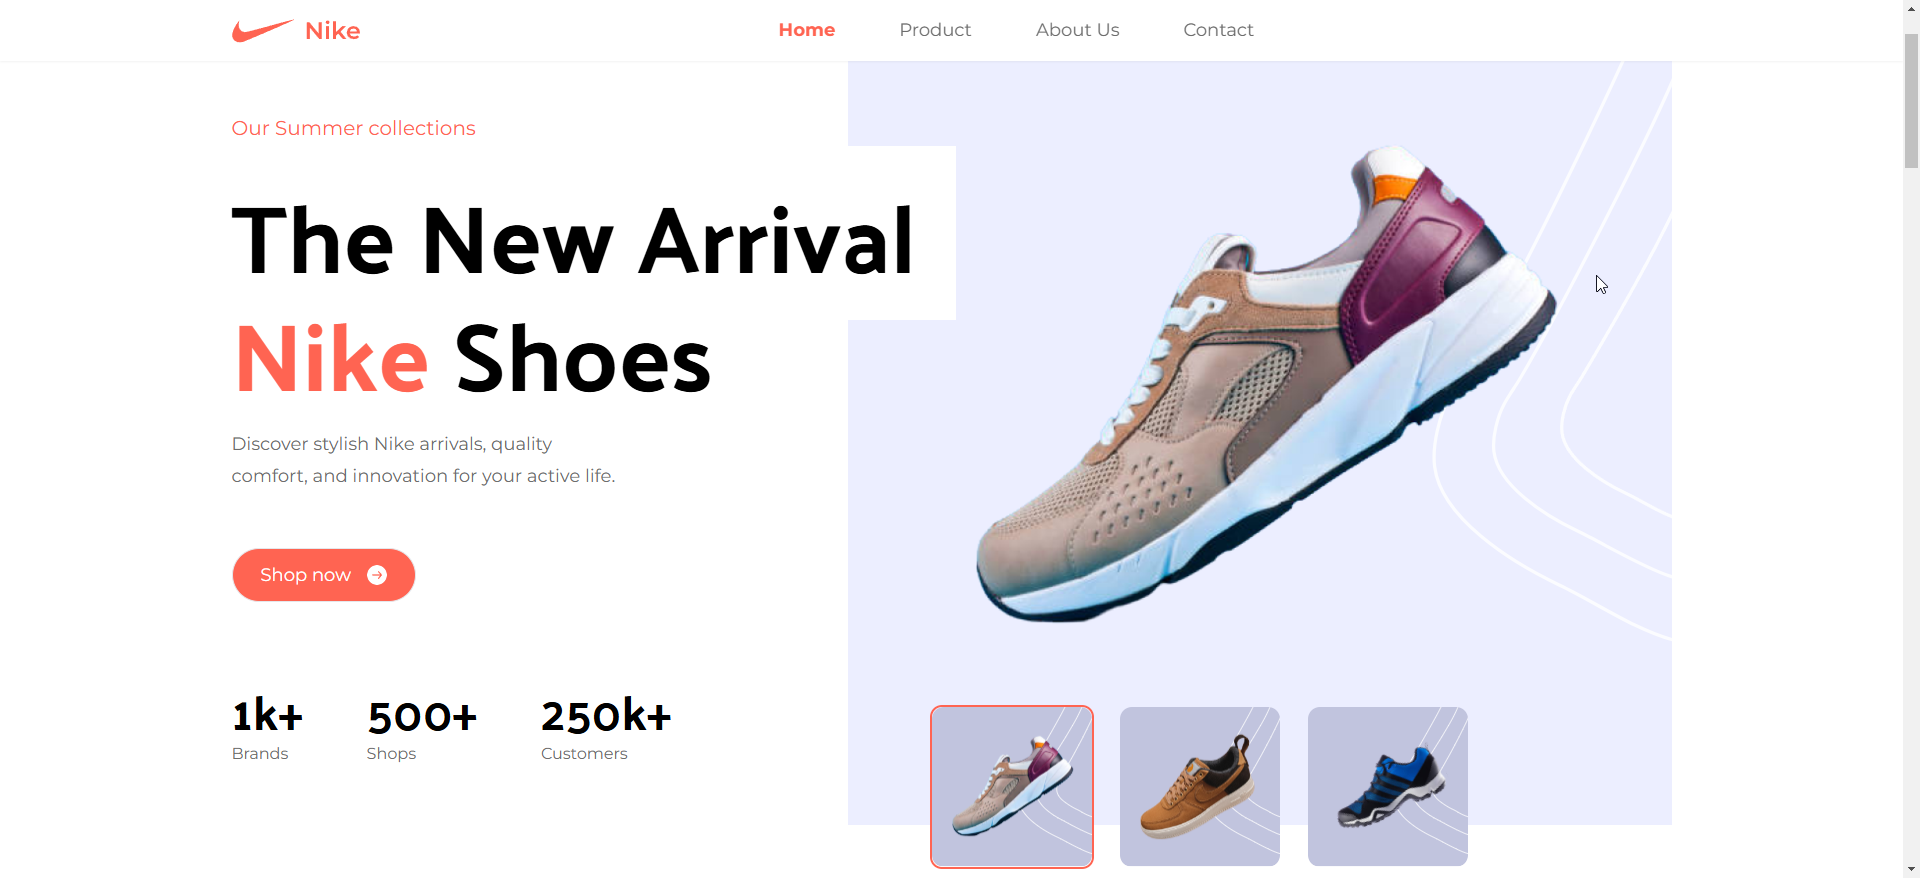 Nike
Home
Product
About Us
Contact
Our Summer collections
The New Arrival
Nike Shoes
Discover stylish Nike arrivals, quality
comfort, and innovation for your active life.
Shop now
1k+
Brands
500+
Shops
250k+
Customers